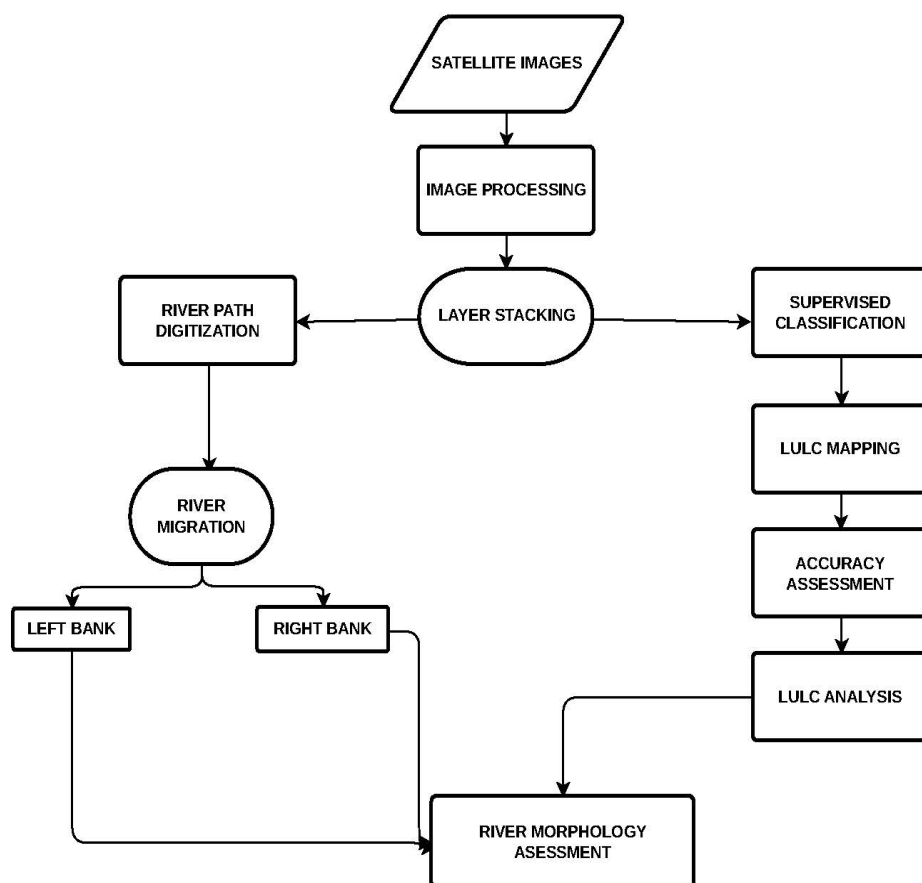 SATELLITE IMAGES
IMAGE PROCESSING
LAYER STACKING
RIVER PATH
DIGITIZATION
SUPERVISED
CLASSIFICATION
LULC MAPPING
RIVER
MIGRATION
ACCURACY
ASSESSMENT
LEFT BANK
RIGHT BANK
LULC ANALYSIS
RIVER MORPHOLOGY
ASESSMENT